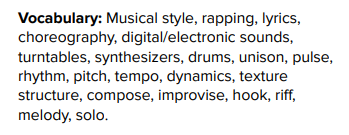 Vocabulary: Musical style, rapping, lyrics,
choreography, digital/electronic sounds,
turntables, synthesizers, drums, unison, pulse,
rhythm, pitch, tempo, dynamics, texture
structure, compose, improvise, hook, riff,
melody, solo.